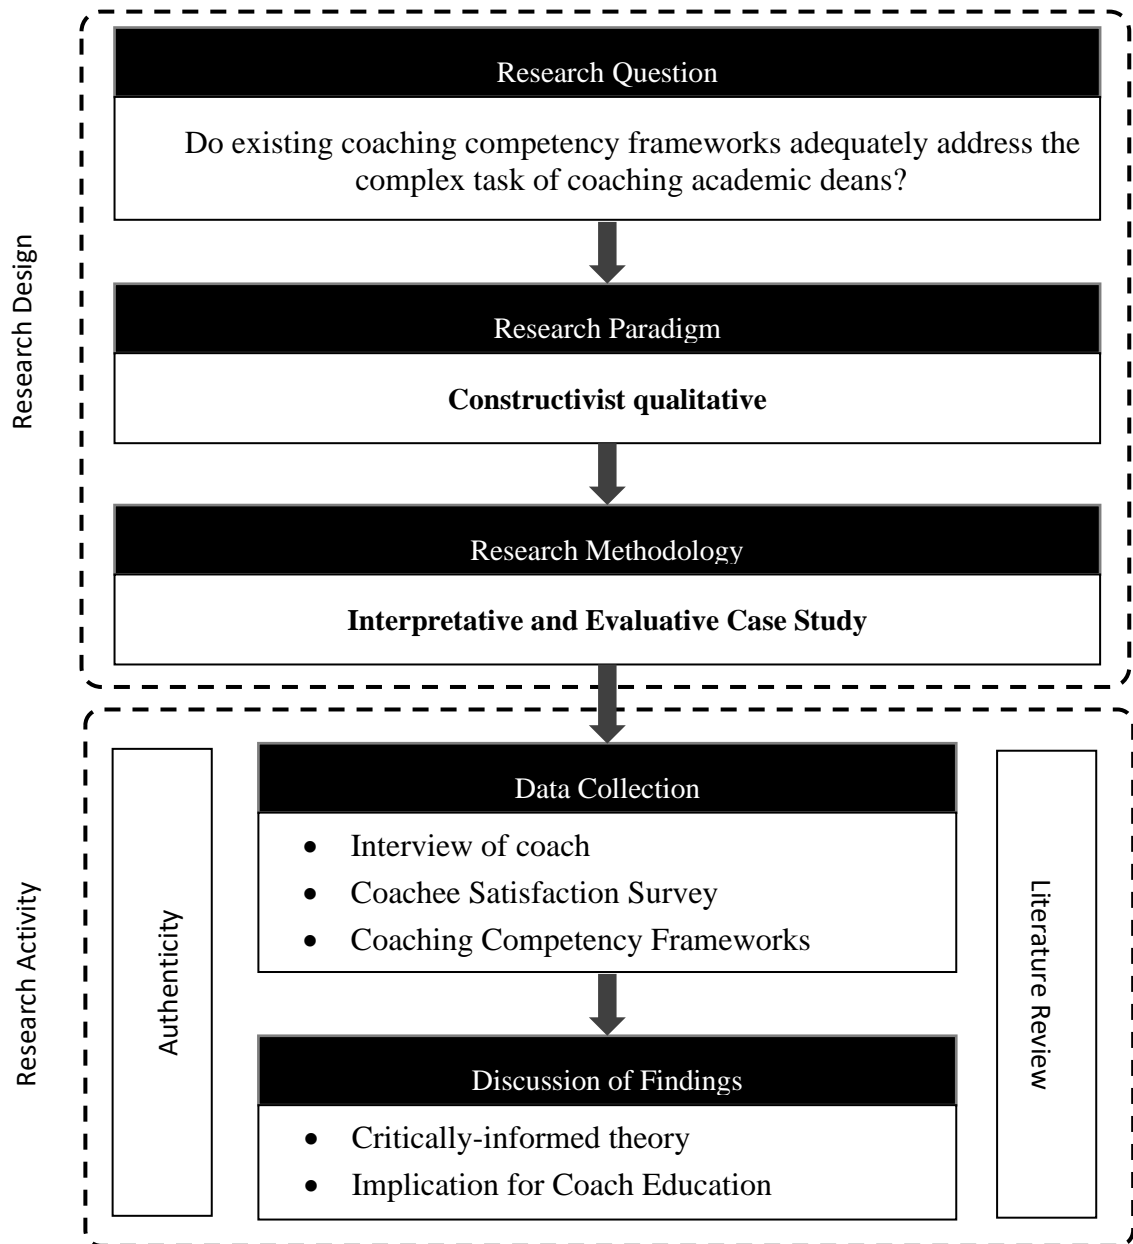 Research Design
Research Question
Do existing coaching competency frameworks adequately address the
complex task of coaching academic deans?
Research Paradigm
Constructivist qualitative
Research Methodology
Interpretative and Evaluative Case Study
Research Activity
Authenticity
Data Collection
• Interview of coach
• Coachee Satisfaction Survey
• Coaching Competency Frameworks
Discussion of Findings
• Critically-informed theory
• Implication for Coach Education
Literature Review